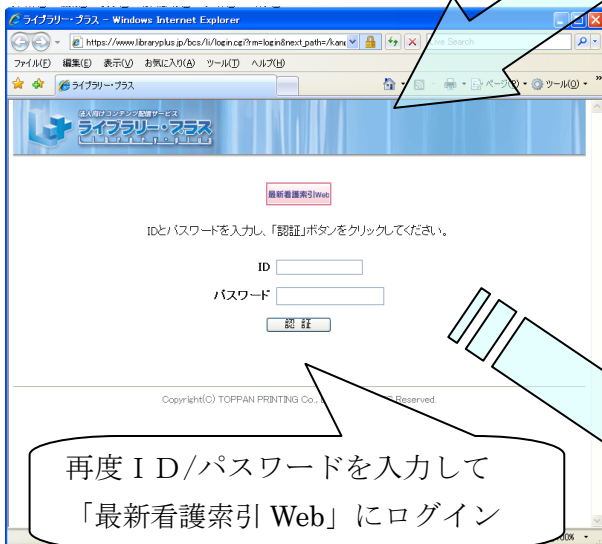 ライブラリー・プラス - Windows Internet Explorer
https://www.libraryplus.jp/bcs/li/login.cgi?rm=login&next_path=/kang
Live Search
ファイル(F) 編集(E) 表示(V) お気に入り(A) ツール(T) ヘルプ(H)
ライブラリー・プラス
ページ(P) ツール(O)
法人向けコンテンツ配信サービス
ライブラリー・プラス
最新看護索引Web
IDとパスワードを入力し、「認証」ボタンをクリックしてください。
ID
パスワード
認 証
Copyright(C) TOPPAN PRINTING Co., Reserved.
再度ＩＤ/パスワードを入力して
「最新看護索引 Web」にログイン